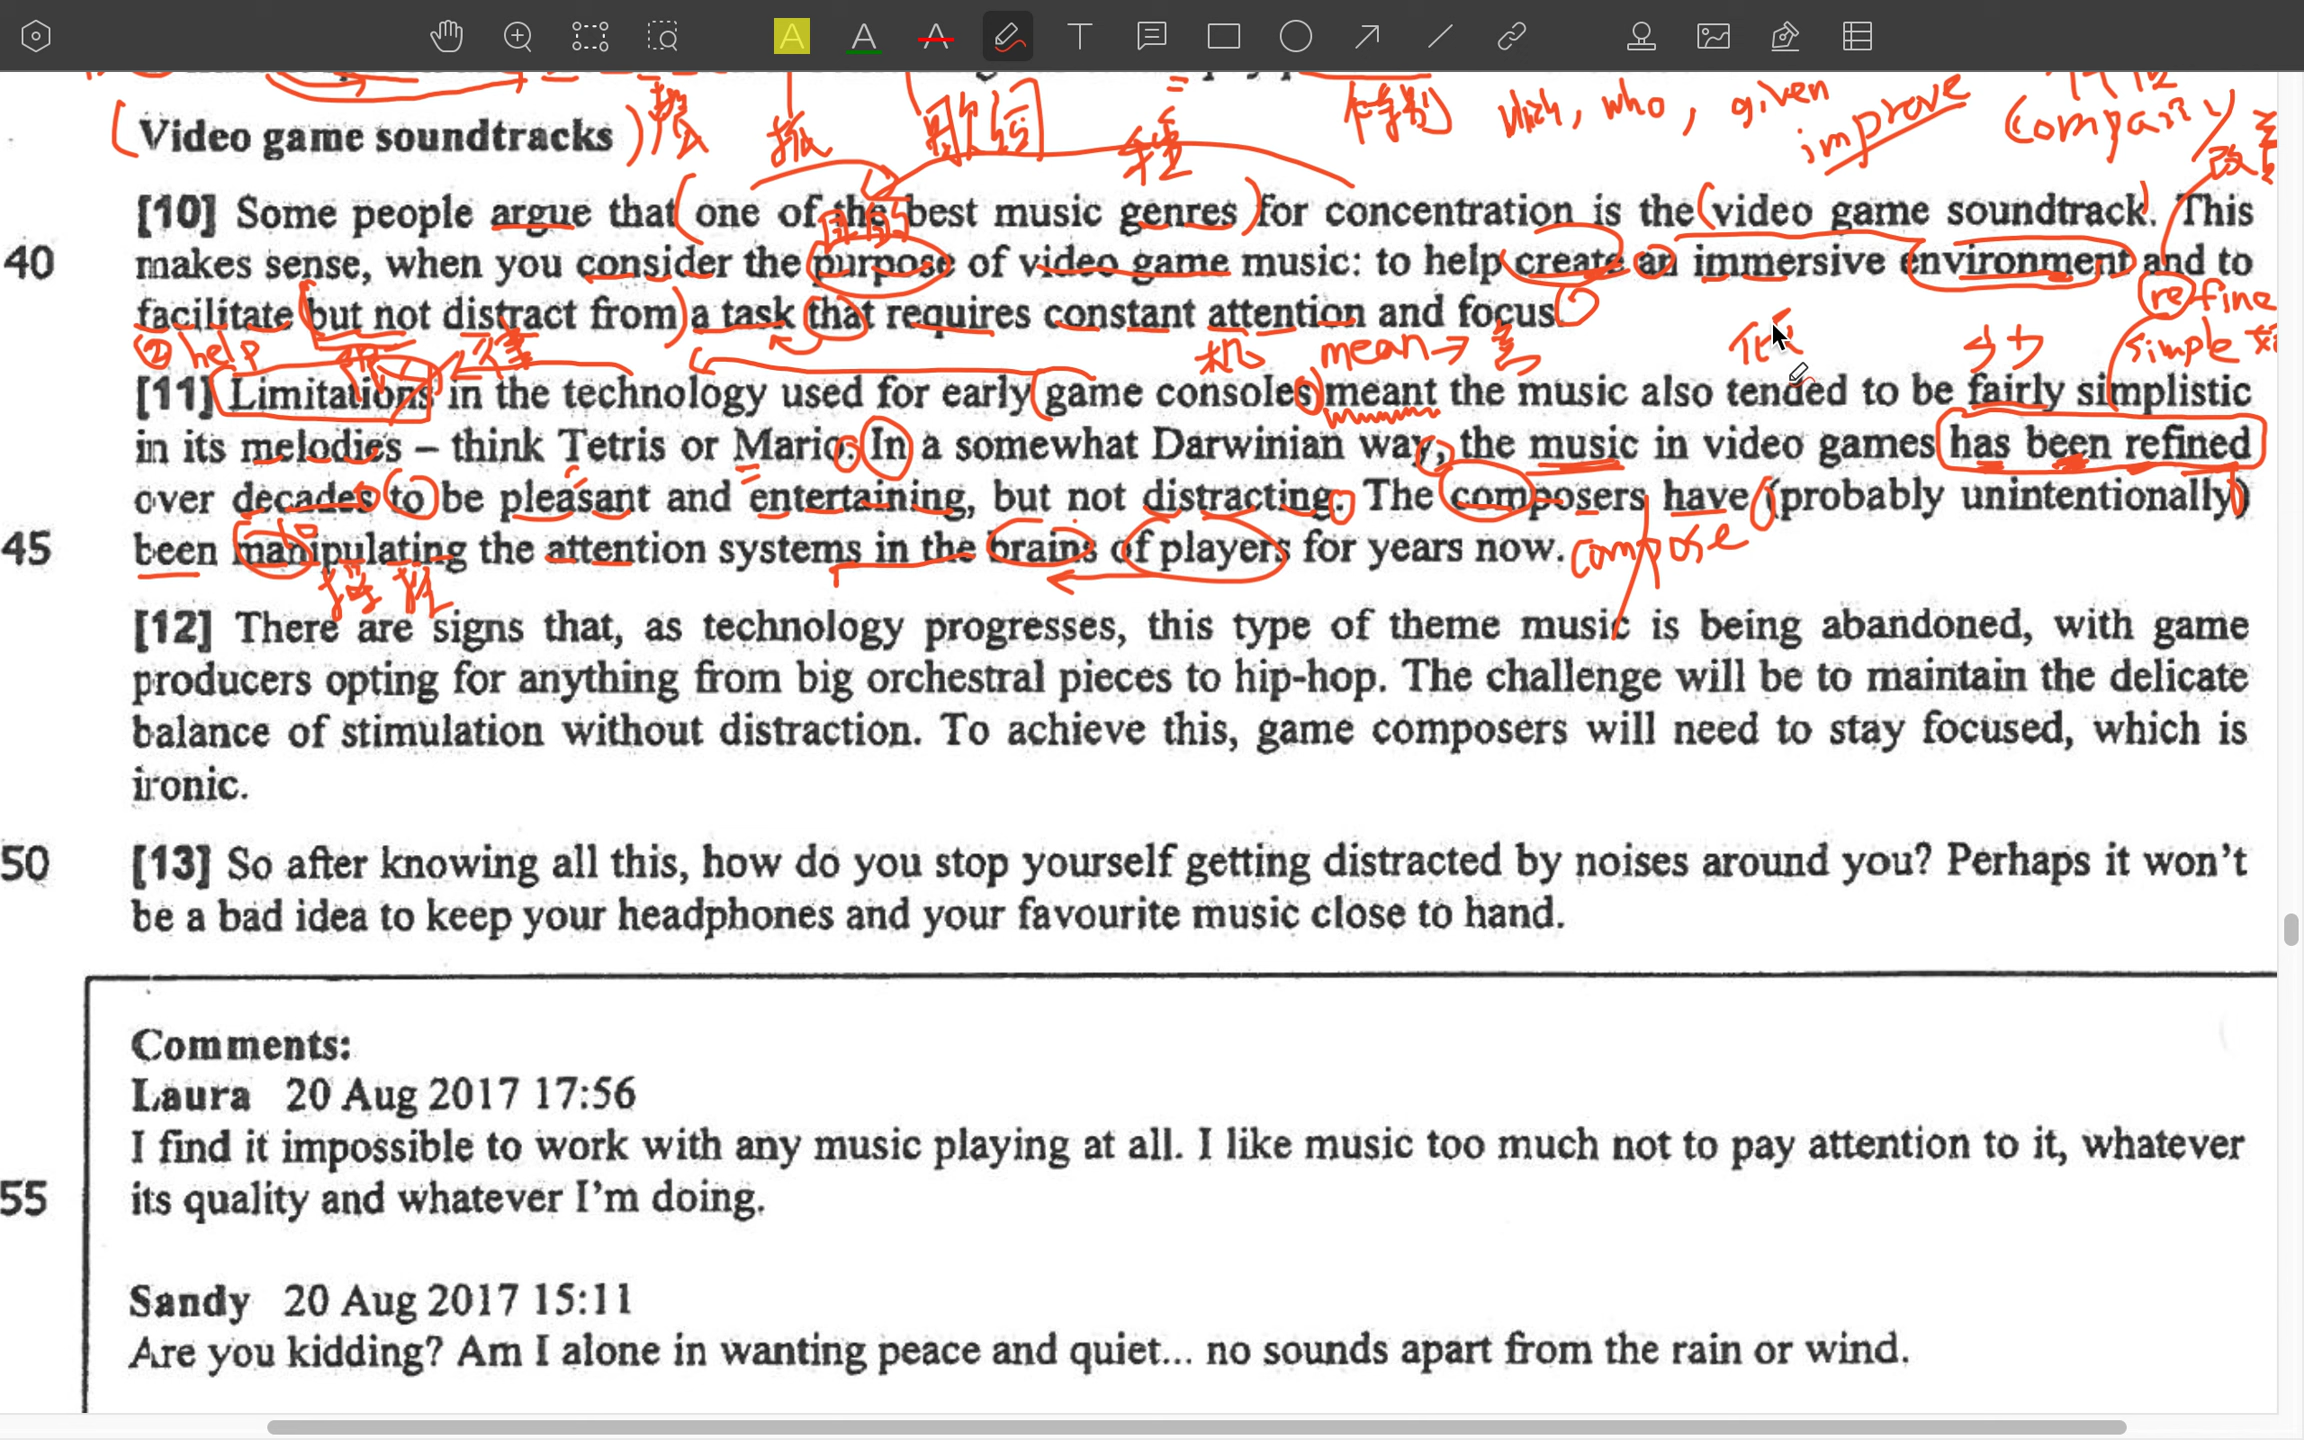 which, who, given
improve
Video game soundtracks
[10] Some people argue that one of the best music genres for concentration is the video game soundtrack. This
40 makes sense, when you consider the purpose of video game music: to help create an immersive environment and to
facilitate but not distract from a task that requires constant attention and focus.
refine
② help
mean→
simple
[11] Limitations in the technology used for early game consoles meant the music also tended to be fairly simplistic
in its melodies – think Tetris or Mario. In a somewhat Darwinian way, the music in video games has been refined
over decades to be pleasant and entertaining, but not distracting. The composers have (probably unintentionally)
45 been manipulating the attention systems in the brains of players for years now.
compose
[12] There are signs that, as technology progresses, this type of theme music is being abandoned, with game
producers opting for anything from big orchestral pieces to hip-hop. The challenge will be to maintain the delicate
balance of stimulation without distraction. To achieve this, game composers will need to stay focused, which is
ironic.
50 [13] So after knowing all this, how do you stop yourself getting distracted by noises around you? Perhaps it won't
be a bad idea to keep your headphones and your favourite music close to hand.
Comments:
Laura 20 Aug 2017 17:56
I find it impossible to work with any music playing at all. I like music too much not to pay attention to it, whatever
55 its quality and whatever I'm doing.
Sandy 20 Aug 2017 15:11
Are you kidding? Am I alone in wanting peace and quiet... no sounds apart from the rain or wind.